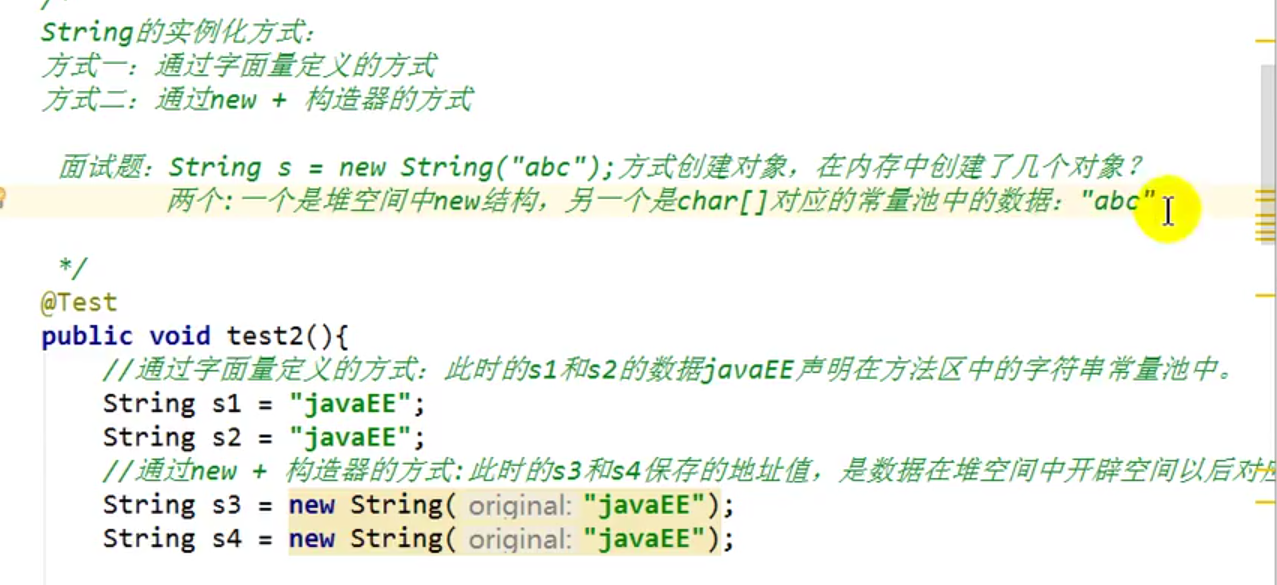 String的实例化方式：
方式一：通过字面量定义的方式
方式二：通过new + 构造器的方式
面试题：String s = new String("abc");方式创建对象，在内存中创建了几个对象？
两个:一个是堆空间中new结构，另一个是char[]对应的常量池中的数据："abc"
*/
@Test
public void test2(){
//通过字面量定义的方式：此时的s1和s2的数据javaEE声明在方法区中的字符串常量池中。
String s1 = "javaEE";
String s2 = "javaEE";
//通过new + 构造器的方式:此时的s3和s4保存的地址值，是数据在堆空间中开辟空间以后对应
String s3 = new String( original: "javaEE");
String s4 = new String( original: "javaEE");